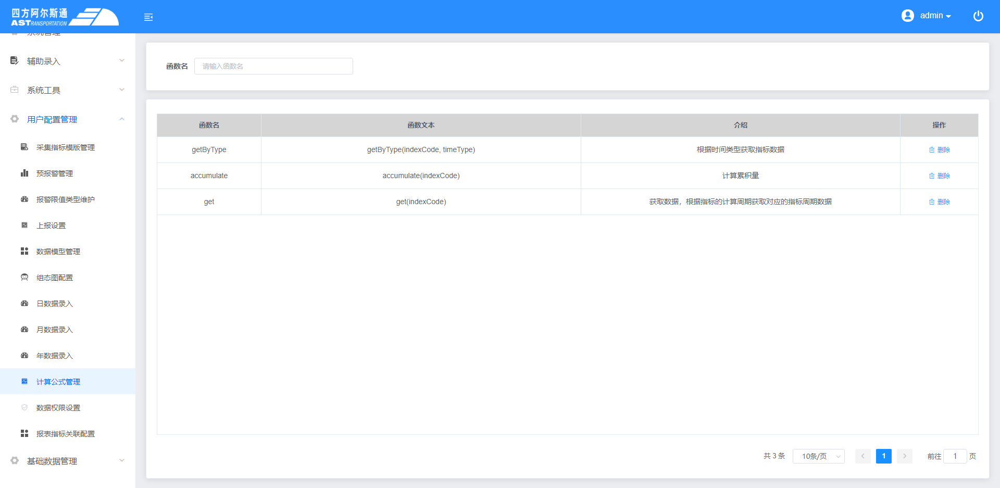 四方阿尔斯通
ASTRANSPORTATION
admin
系统管理
辅助录入
系统工具
用户配置管理
采集指标模版管理
预报警管理
报警限值类型维护
上报设置
数据模型管理
组态图配置
日数据录入
月数据录入
年数据录入
计算公式管理
数据权限设置
报表指标关联配置
基础数据管理
函数名 请输入函数名
函数名 函数文本 介绍 操作
getByType getByType(indexCode, timeType) 根据时间类型获取指标数据 删除
accumulate accumulate(indexCode) 计算累积量 删除
get get(indexCode) 获取数据，根据指标的计算周期获取对应的指标周期数据 删除
共 3 条 10条/页 1 前往 1 页